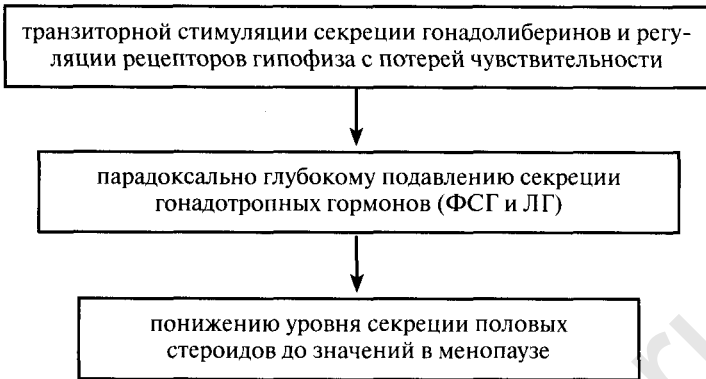 транзиторной стимуляции секреции гонадолиберинов и регу-
ляции рецепторов гипофиза с потерей чувствительности
парадоксально глубокому подавлению секреции
гонадотропных гормонов (ФСГ и ЛГ)
понижению уровня секреции половых
стероидов до значений в менопаузе